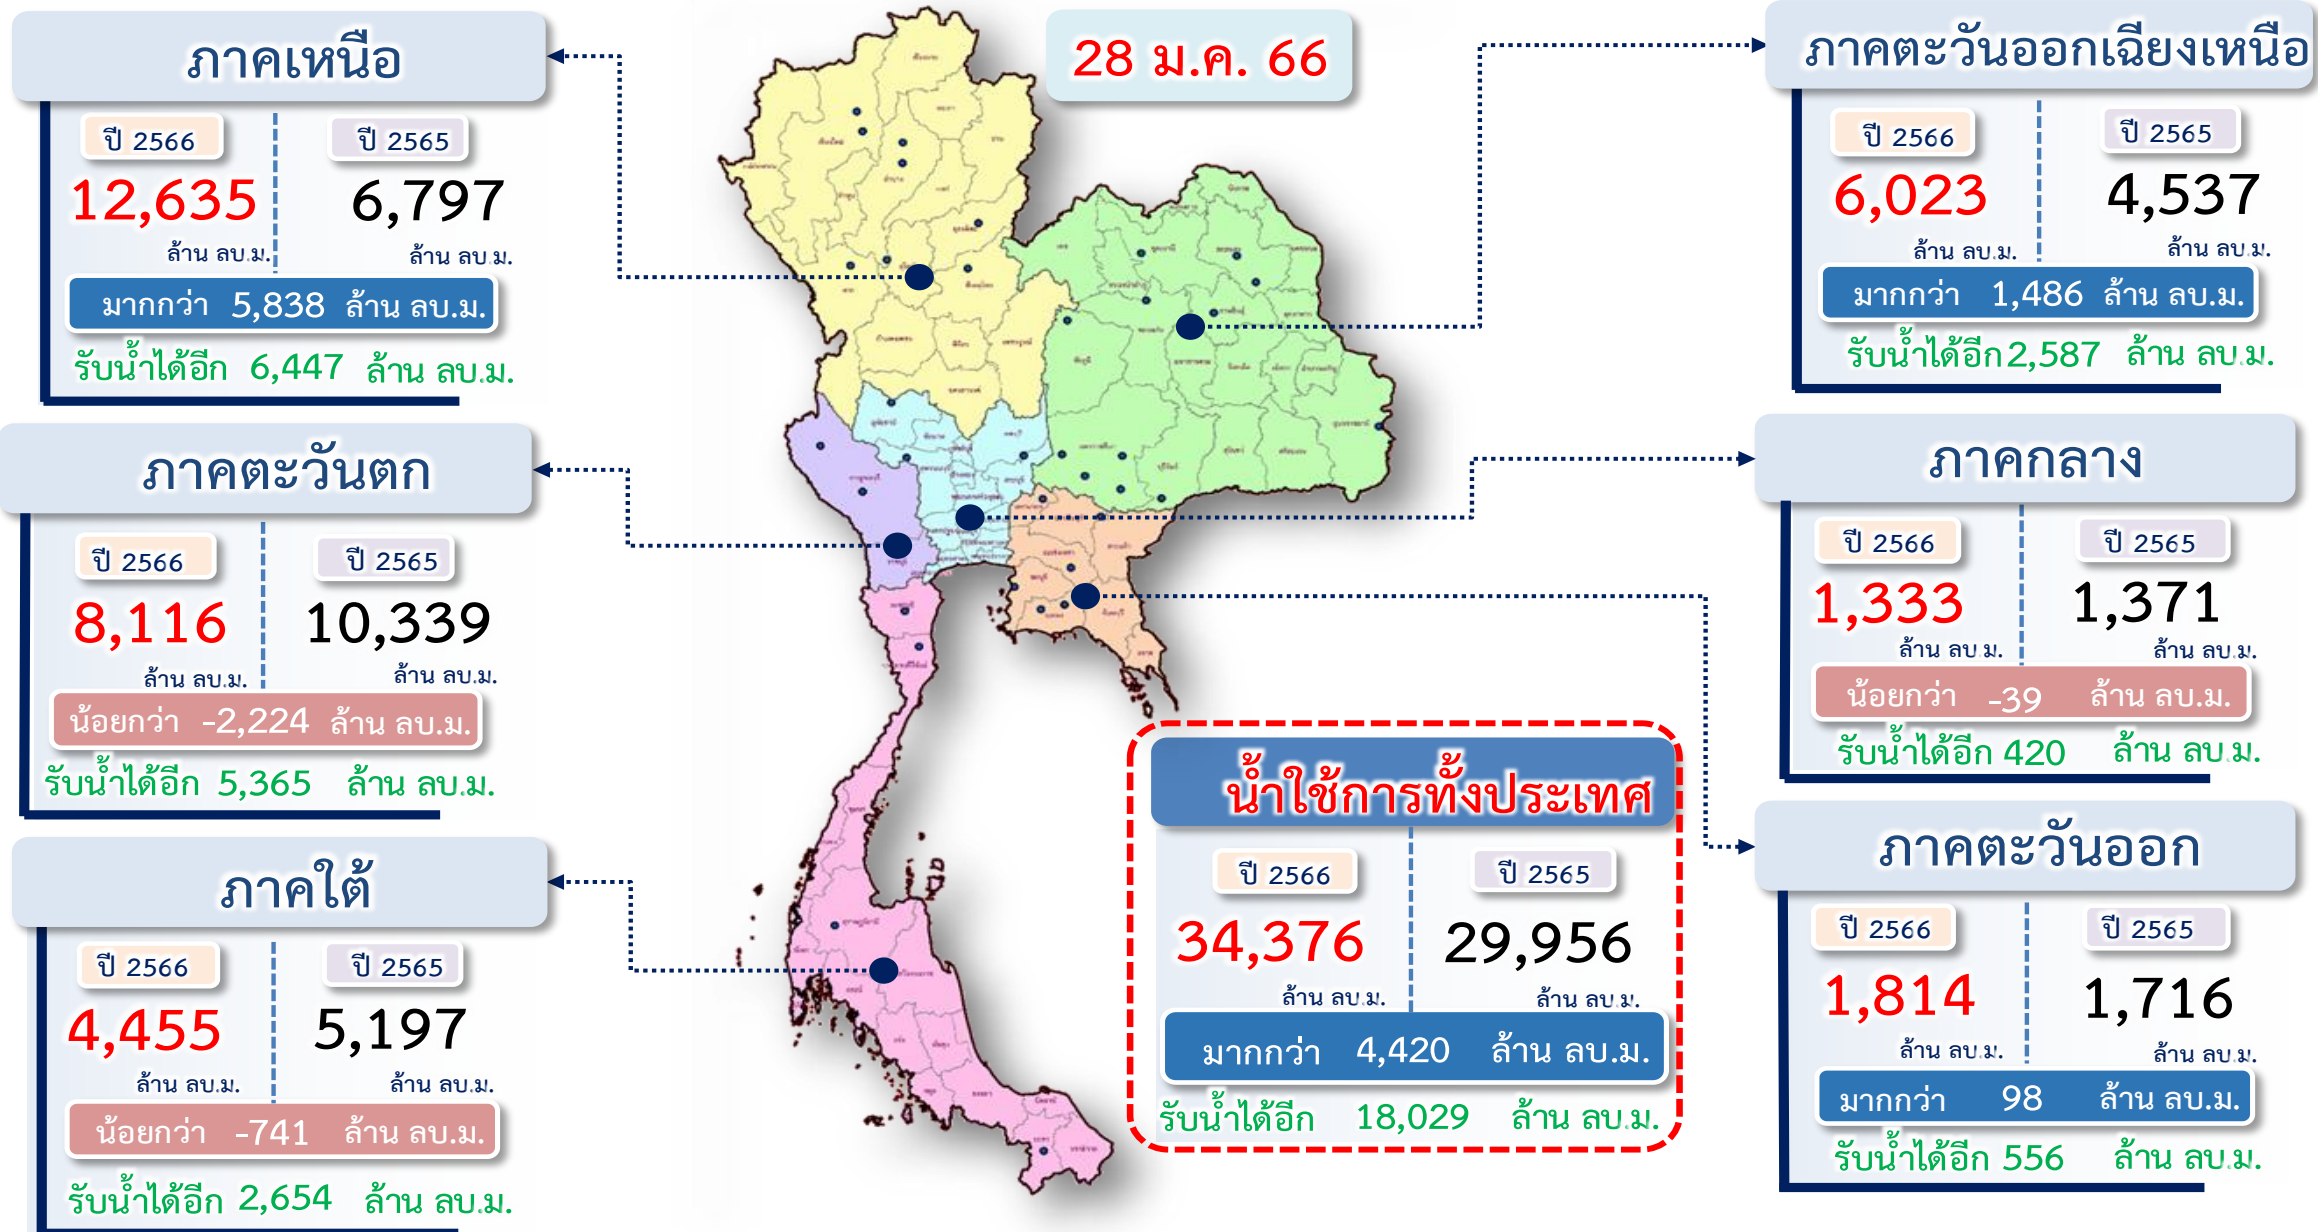 28 ม.ค. 66
ภาคเหนือ
ปี 2566
ปี 2565
12,635
6,797
ล้าน ลบ.ม.
ล้าน ลบ.ม.
มากกว่า 5,838 ล้าน ลบ.ม.
รับน้ำได้อีก 6,447 ล้าน ลบ.ม.
ภาคตะวันตก
ปี 2566
ปี 2565
8,116
10,339
ล้าน ลบ.ม.
ล้าน ลบ.ม.
น้อยกว่า -2,224 ล้าน ลบ.ม.
รับน้ำได้อีก 5,365 ล้าน ลบ.ม.
ภาคใต้
ปี 2566
ปี 2565
4,455
5,197
ล้าน ลบ.ม.
ล้าน ลบ.ม.
น้อยกว่า -741 ล้าน ลบ.ม.
รับน้ำได้อีก 2,654 ล้าน ลบ.ม.
น้ำใช้การทั้งประเทศ
ปี 2566
ปี 2565
34,376
29,956
ล้าน ลบ.ม.
ล้าน ลบ.ม.
มากกว่า 4,420 ล้าน ลบ.ม.
รับน้ำได้อีก 18,029 ล้าน ลบ.ม.
ภาคตะวันออกเฉียงเหนือ
ปี 2566
ปี 2565
6,023
4,537
ล้าน ลบ.ม.
ล้าน ลบ.ม.
มากกว่า 1,486 ล้าน ลบ.ม.
รับน้ำได้อีก 2,587 ล้าน ลบ.ม.
ภาคกลาง
ปี 2566
ปี 2565
1,333
1,371
ล้าน ลบ.ม.
ล้าน ลบ.ม.
น้อยกว่า -39 ล้าน ลบ.ม.
รับน้ำได้อีก 420 ล้าน ลบ.ม.
ภาคตะวันออก
ปี 2566
ปี 2565
1,814
1,716
ล้าน ลบ.ม.
ล้าน ลบ.ม.
มากกว่า 98 ล้าน ลบ.ม.
รับน้ำได้อีก 556 ล้าน ลบ.ม.